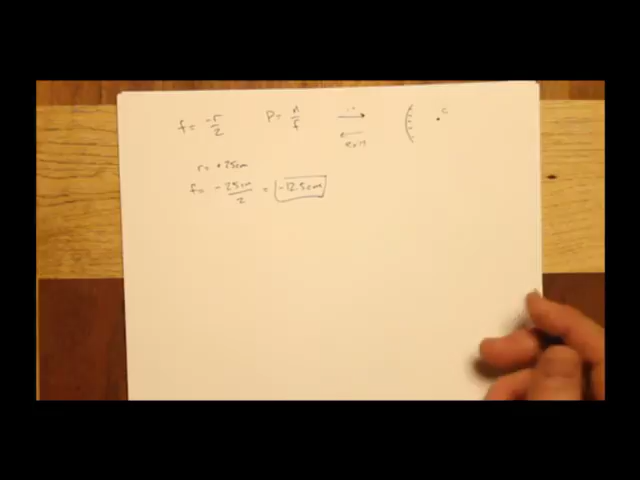 f = -r/2 P = n/f C
r = +25cm
f = -25cm/2 = -12.5cm